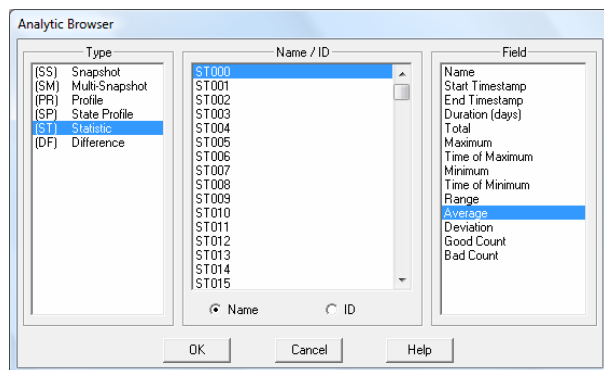 Analytic Browser
Type
(SS) Snapshot
(SM) Multi-Snapshot
(PR) Profile
(SP) State Profile
(ST) Statistic
(DF) Difference
Name / ID
ST000
ST001
ST002
ST003
ST004
ST005
ST006
ST007
ST008
ST009
ST010
ST011
ST012
ST013
ST014
ST015
Name
ID
Field
Name
Start Timestamp
End Timestamp
Duration (days)
Total
Maximum
Time of Maximum
Minimum
Time of Minimum
Range
Average
Deviation
Good Count
Bad Count
OK
Cancel
Help